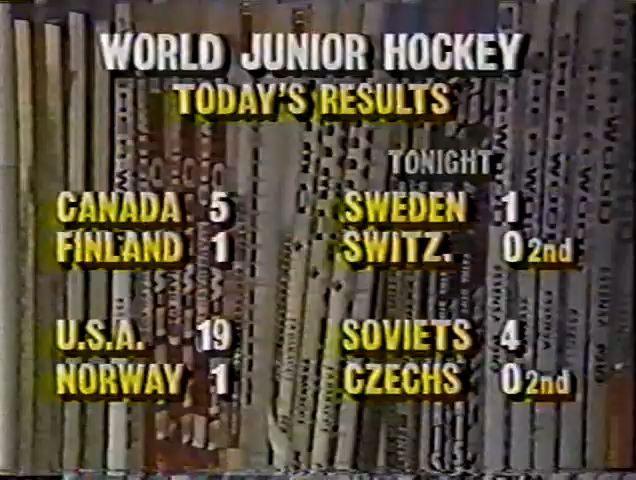 WORLD JUNIOR HOCKEY
TODAY'S RESULTS
TONIGHT
CANADA 5
FINLAND 1
SWEDEN 1
SWITZ. 0 2nd
U.S.A. 19
NORWAY 1
SOVIETS 4
CZECHS 0 2nd